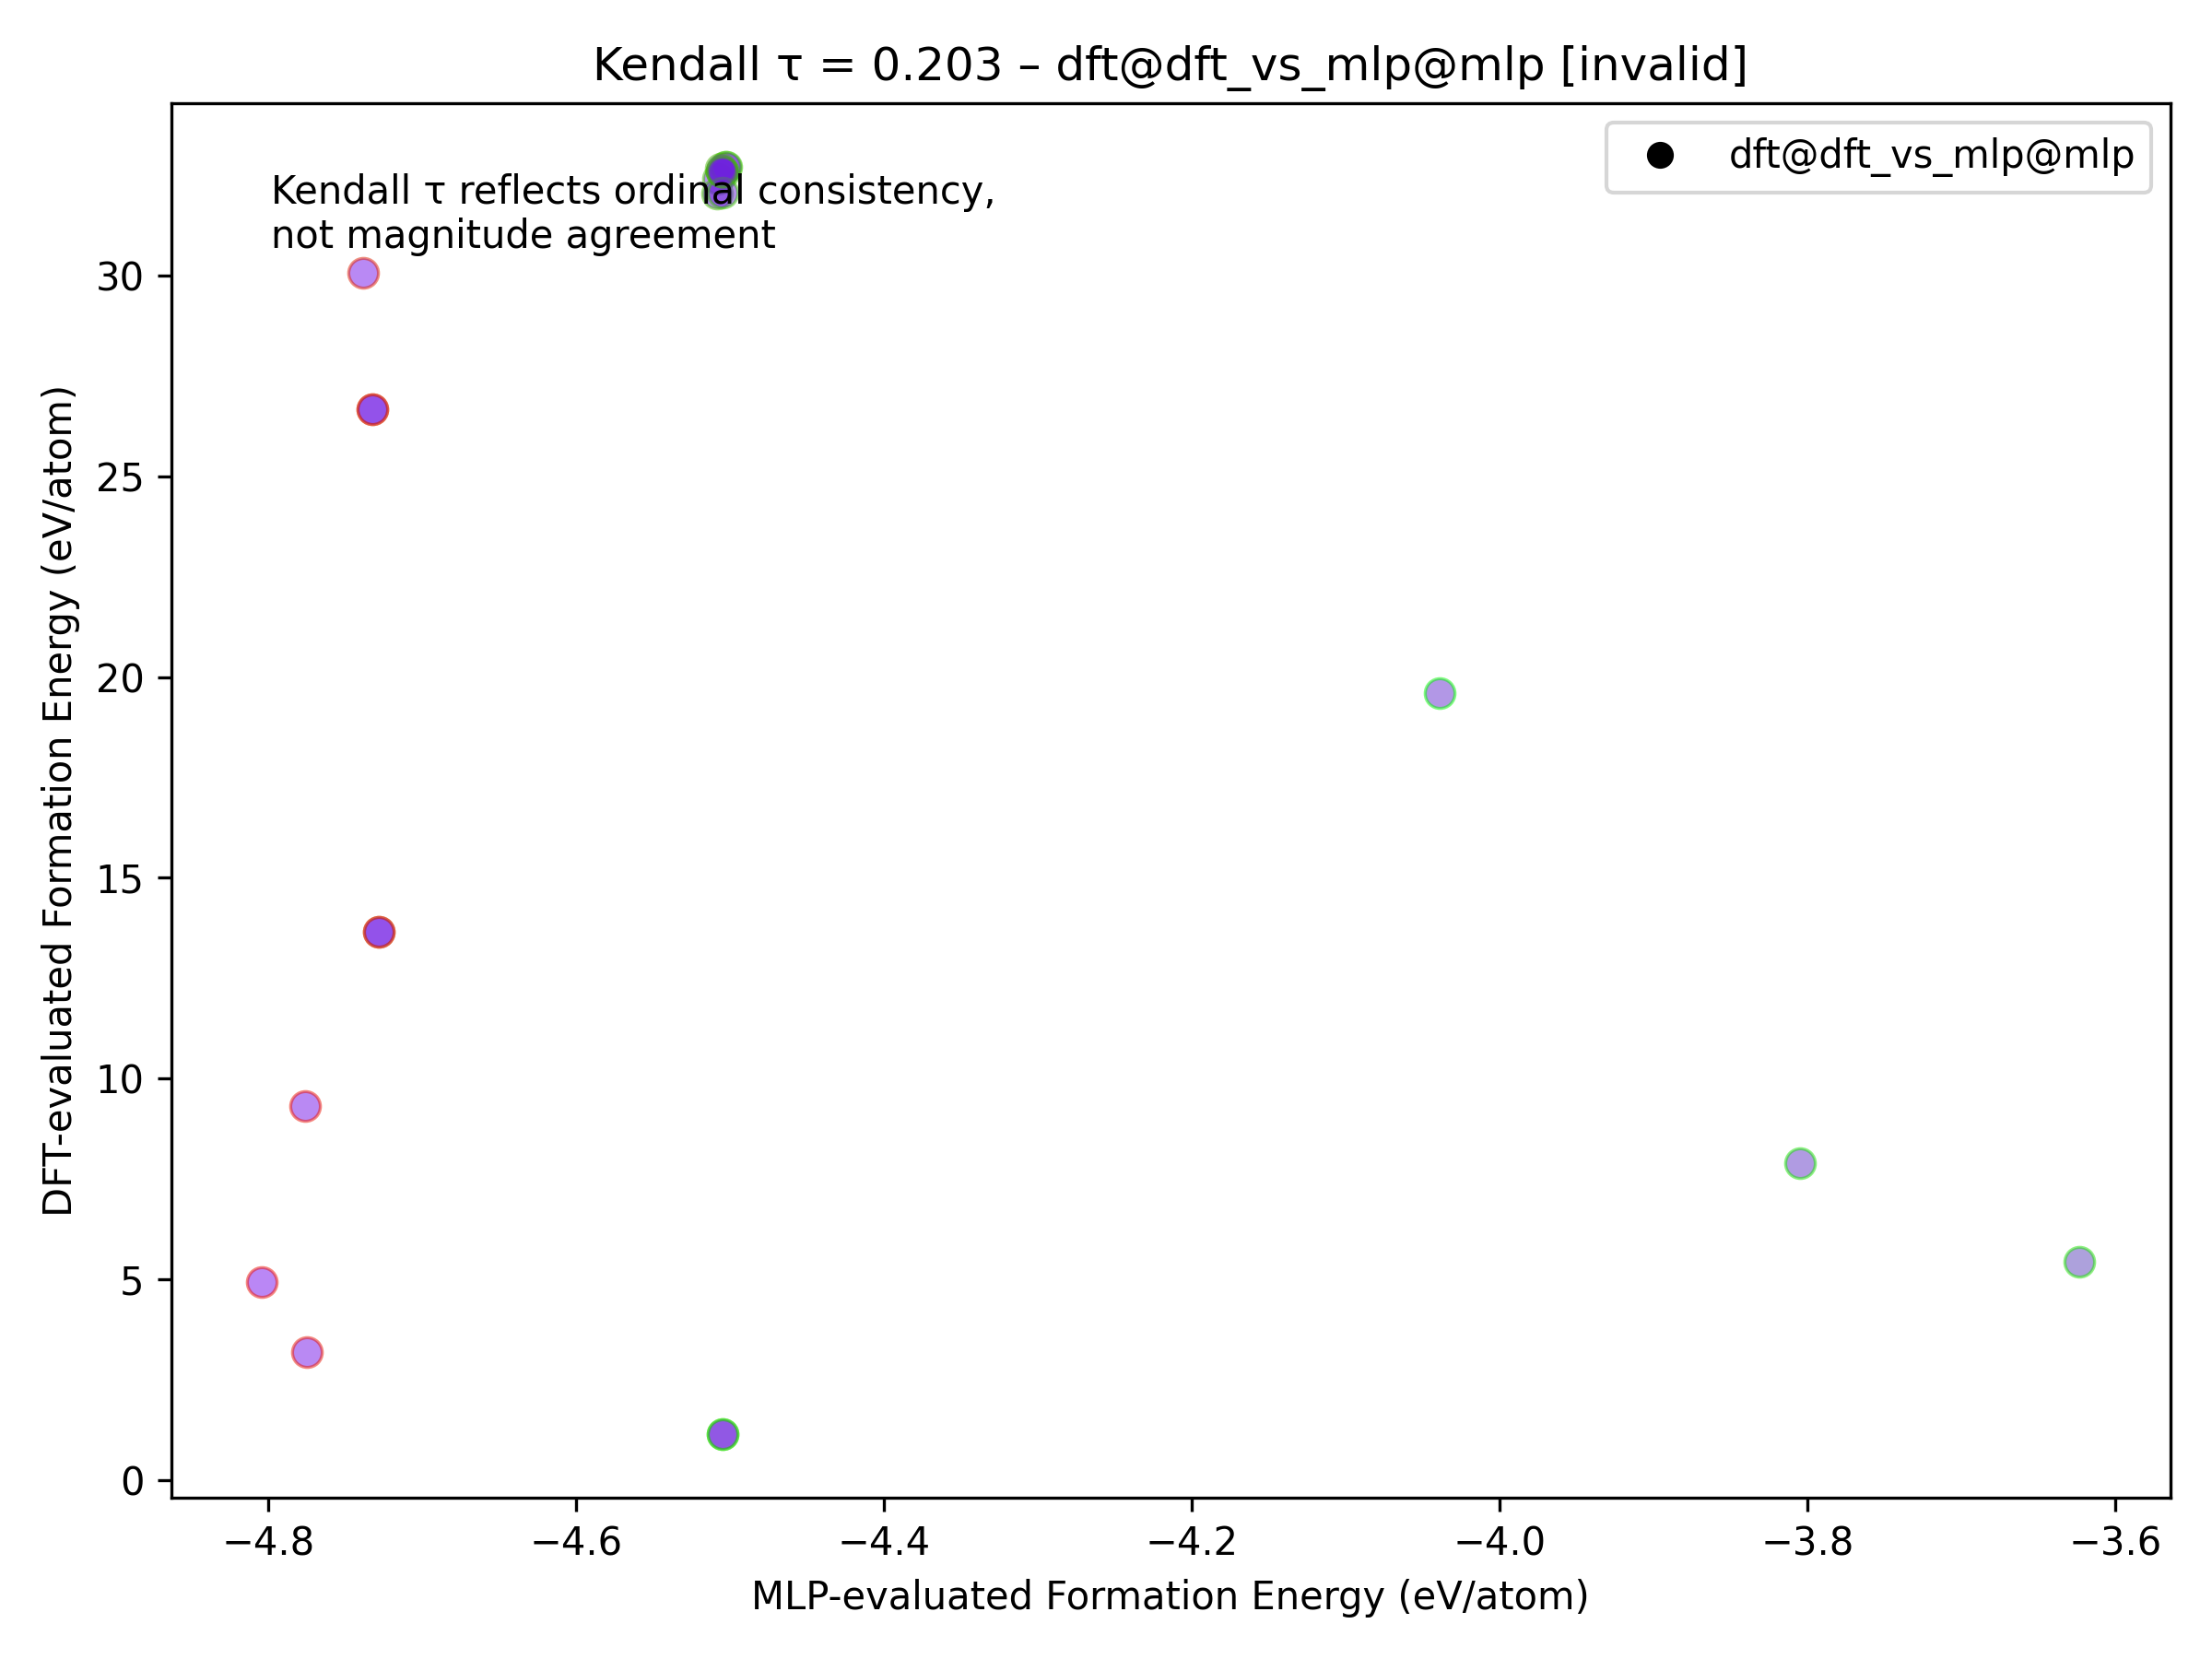 Kendall τ = 0.203 – dft@dft_vs_mlp@mlp [invalid]
dft@dft_vs_mlp@mlp
Kendall τ reflects ordinal consistency,
not magnitude agreement
DFT-evaluated Formation Energy (eV/atom)
30
25
20
15
10
5
0
−4.8
−4.6
−4.4
−4.2
−4.0
−3.8
−3.6
MLP-evaluated Formation Energy (eV/atom)